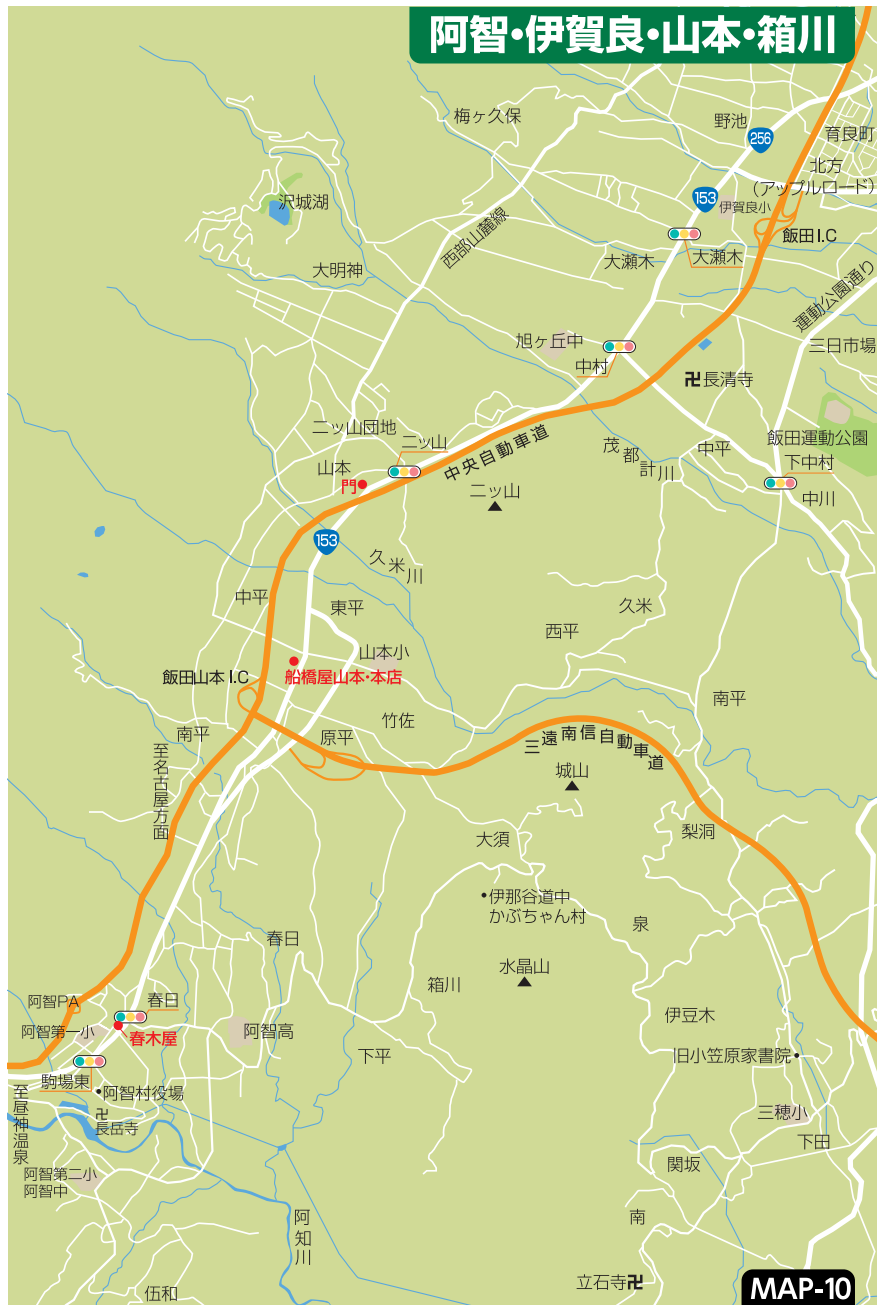 阿智・伊賀良・山本・箱川
梅ヶ久保
野池
256
育良町
北方
(アップルロード)
153
伊賀良小
沢城湖
飯田I.C
西部山麓線
大瀬木
大瀬木
大明神
運動公園通り
旭ヶ丘中
中村
三日市場
卍長清寺
二ッ山団地
二ッ山
中央自動車道
茂都計川
中平
飯田運動公園
山本
門
二ッ山
下中村
中川
153
久米川
中平
東平
久米
西平
山本小
飯田山本I.C
船橋屋山本・本店
南平
竹佐
南平
原平
三遠南信自動車道
至名古屋方面
城山
大須
梨洞
伊那谷道中
かぶちゃん村
泉
春日
水晶山
箱川
阿智PA
春日
伊豆木
阿智第一小
春木屋
阿智高
下平
旧小笠原家書院
駒場東
阿智村役場
至昼神温泉
卍
長岳寺
三穂小
下田
阿智第二小
阿智中
関坂
阿知川
南
立石寺卍
伍和
MAP-10